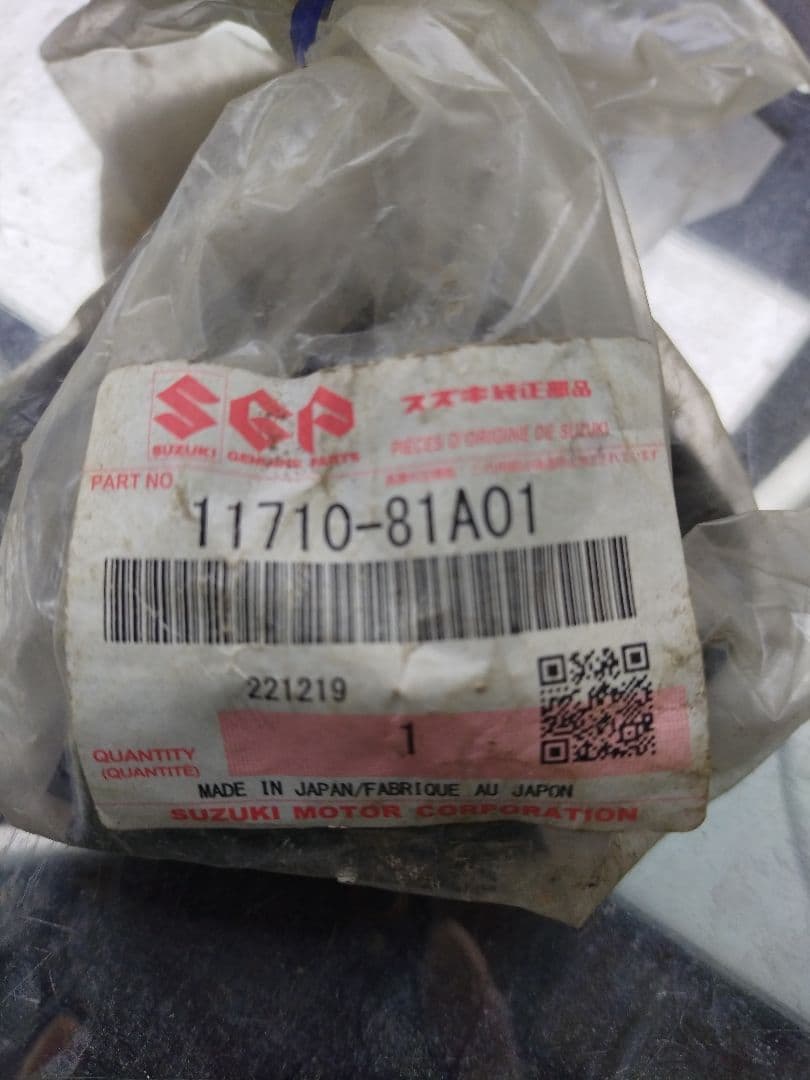 SUZUKI
SGP
GENUINE PARTS
スズキ純正部品
PIECES D'ORIGINE DE SUZUKI
PART NO
11710-81A01
221219
QUANTITY
(QUANTITÉ)
1
MADE IN JAPAN/FABRIQUE AU JAPON
SUZUKI MOTOR CORPORATION